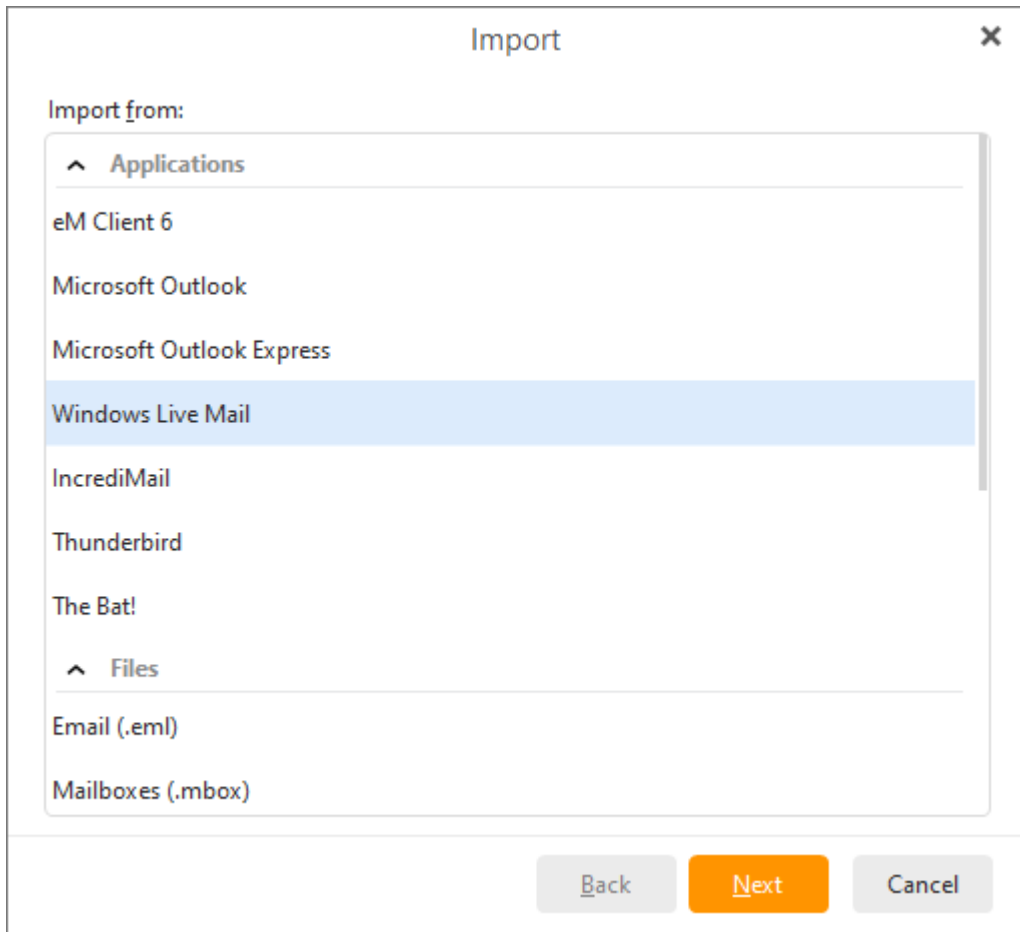 Import
Import from:
Applications
eM Client 6
Microsoft Outlook
Microsoft Outlook Express
Windows Live Mail
IncrediMail
Thunderbird
The Bat!
Files
Email (.eml)
Mailboxes (.mbox)
Back Next Cancel